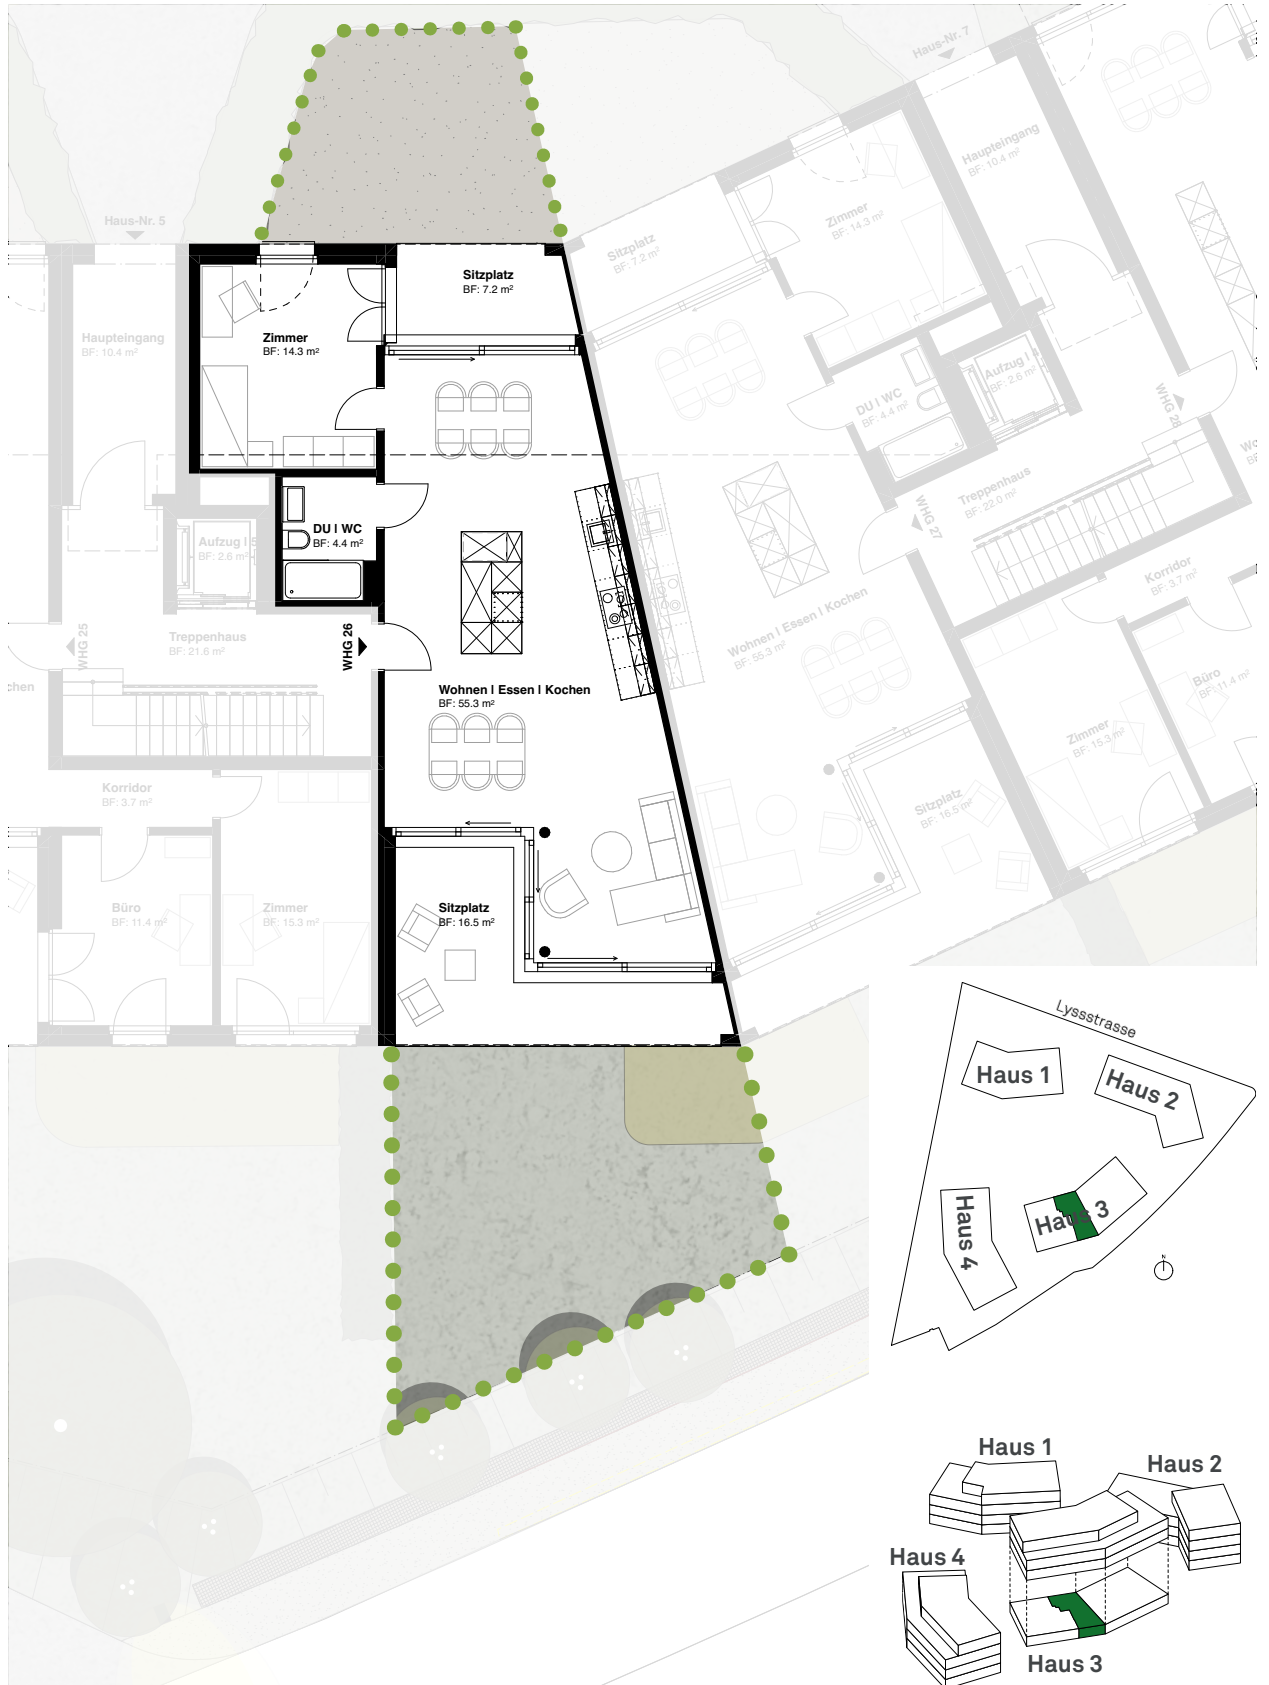 Haus-Nr. 7
Haupteingang
BF: 10.4 m²
Haus-Nr. 5
Zimmer
BF: 14.3 m²
Sitzplatz
BF: 7.2 m²
Sitzplatz
BF: 7.2 m²
Haupteingang
BF: 10.4 m²
Zimmer
BF: 14.3 m²
Aufzug I
BF: 2.6 m²
DU I WC
BF: 4.4 m²
WHG 28
Treppenhaus
BF: 22.0 m²
WHG 27
DU I WC
BF: 4.4 m²
Aufzug I 5
BF: 2.6 m²
Korridor
BF: 3.7 m²
WHG 25
Treppenhaus
BF: 21.6 m²
WHG 26
Wohnen I Essen I Kochen
BF: 55.3 m²
chen
Wohnen I Essen I Kochen
BF: 55.3 m²
Büro
BF: 11.4 m²
Zimmer
BF: 15.3 m²
Korridor
BF: 3.7 m²
Sitzplatz
BF: 16.5 m²
Büro
BF: 11.4 m²
Zimmer
BF: 15.3 m²
Sitzplatz
BF: 16.5 m²
Lyssstrasse
Haus 1
Haus 2
Haus 3
Haus 4
N
Haus 1
Haus 2
Haus 4
Haus 3